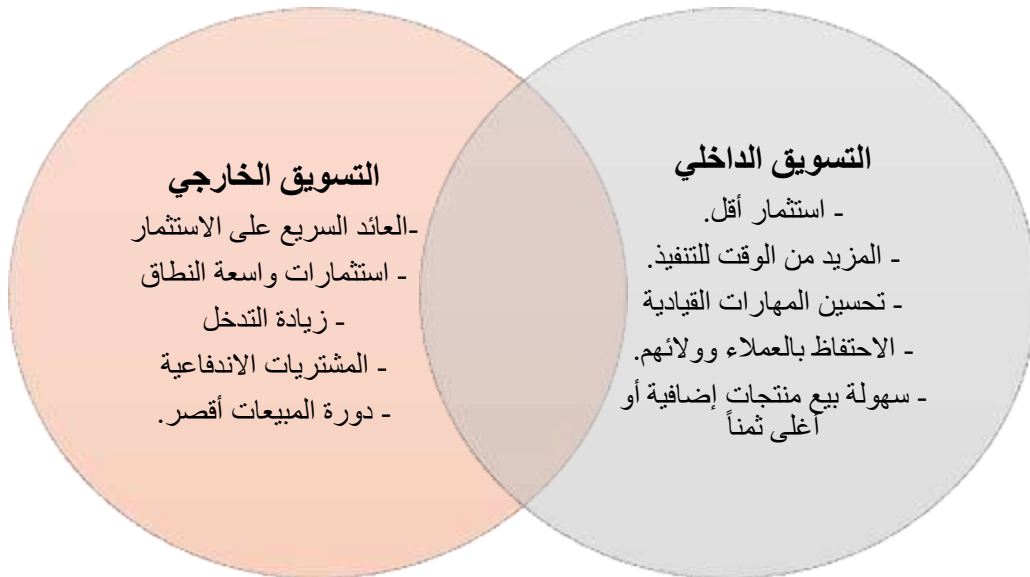 التسويق الداخلي
- استثمار أقل.
- المزيد من الوقت للتنفيذ.
- تحسين المهارات القيادية
- الاحتفاظ بالعملاء وولائهم.
- سهولة بيع منتجات إضافية أو
أغلى ثمناً
التسويق الخارجي
-العائد السريع على الاستثمار
- استثمارات واسعة النطاق
- زيادة التدخل
- المشتريات الاندفاعية
- دورة المبيعات أقصر.